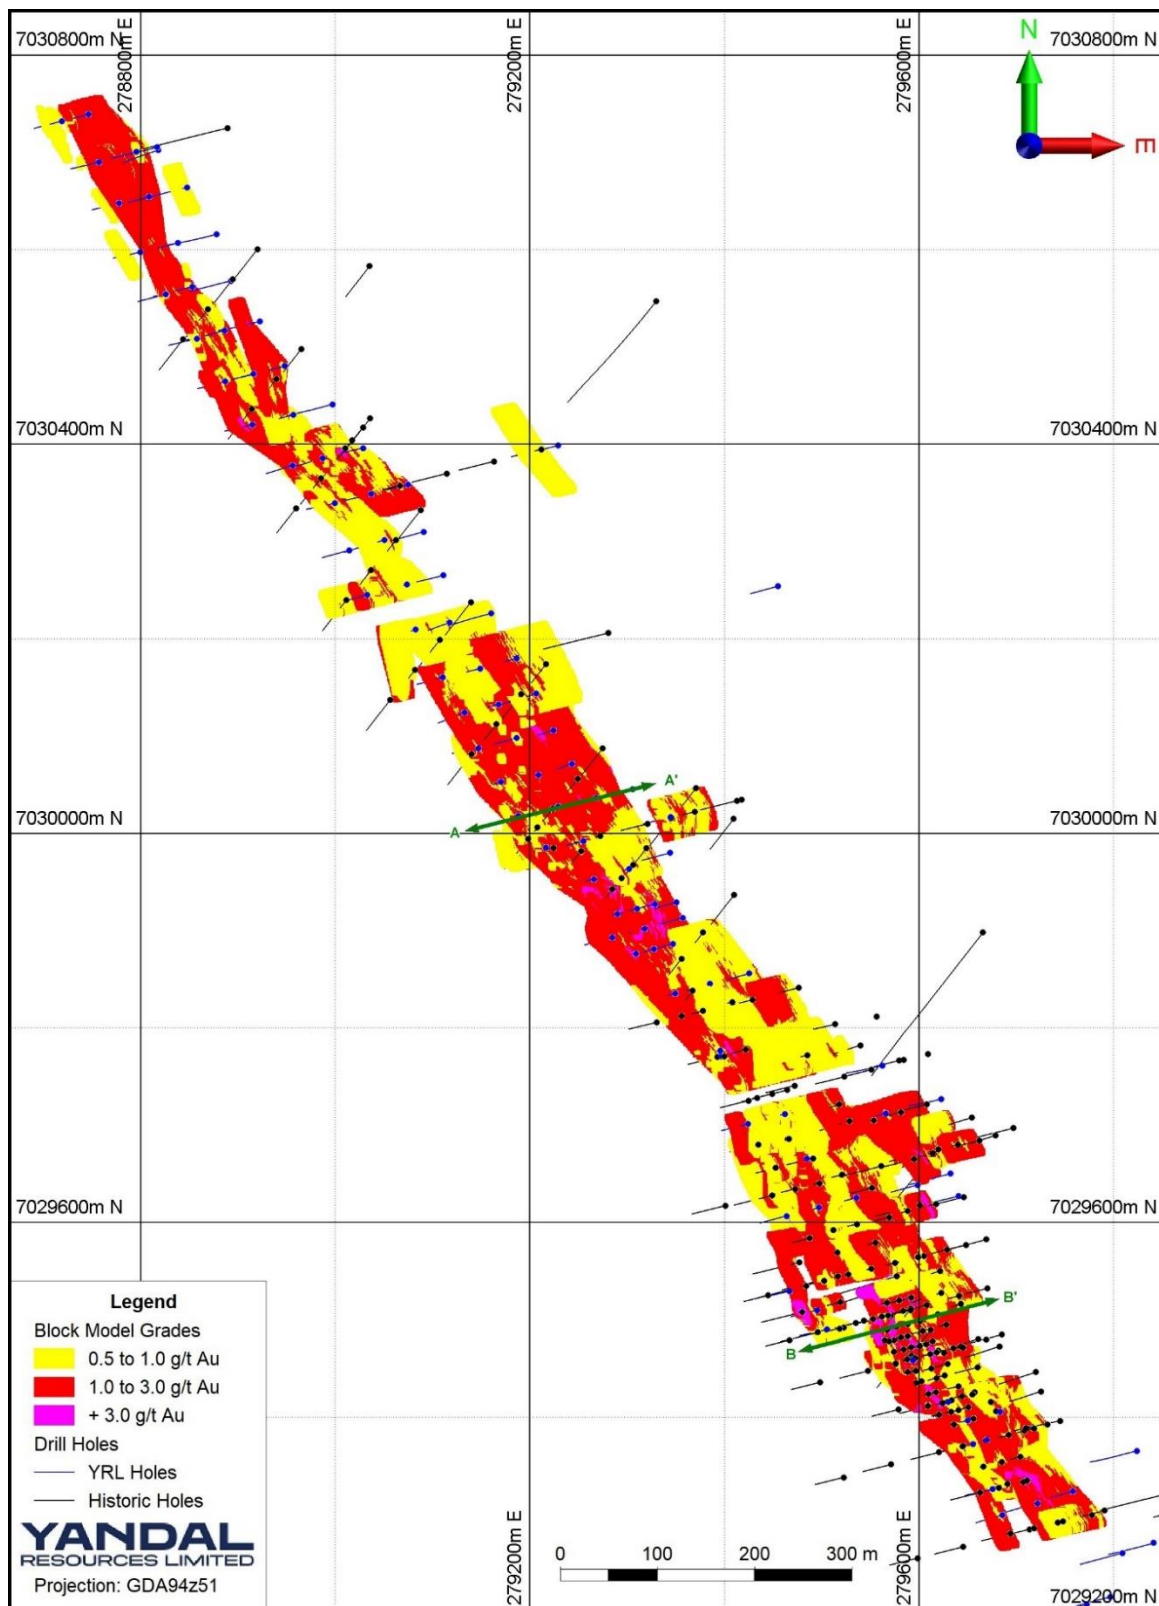 7030800m N
278800m E
279200m E
279600m E
7030800m N
N
E
7030400m N
7030400m N
A'
7030000m N
A
7030000m N
7029600m N
7029600m N
B'
B
Legend
Block Model Grades
0.5 to 1.0 g/t Au
1.0 to 3.0 g/t Au
+ 3.0 g/t Au
Drill Holes
YRL Holes
Historic Holes
YANDAL
RESOURCES LIMITED
Projection: GDA94z51
279200m E
0 100 200 300 m
279600m E
7029200m N